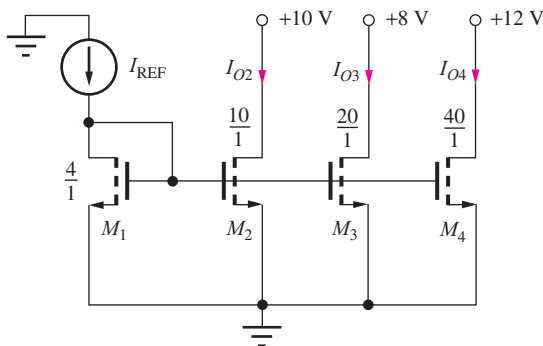 +10 V
+8 V
+12 V
I_REF
I_O2
I_O3
I_O4
10/1
20/1
40/1
4/1
M_1
M_2
M_3
M_4